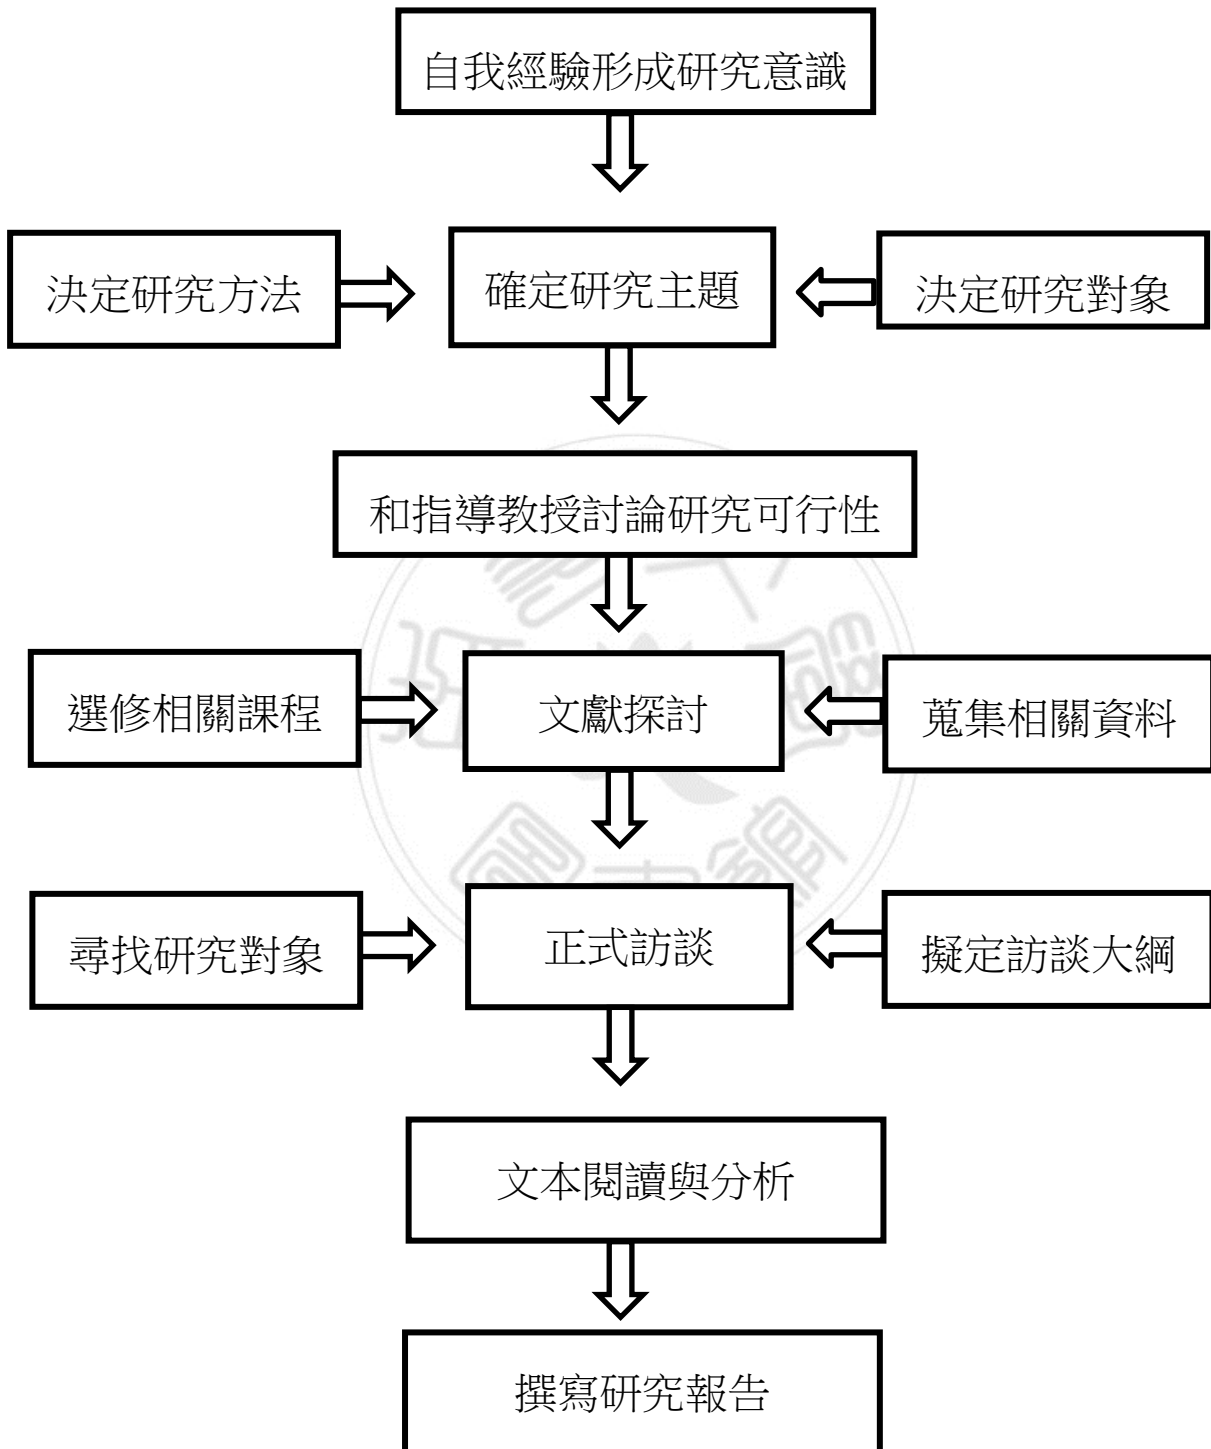 自我經驗形成研究意識
決定研究方法
確定研究主題
決定研究對象
和指導教授討論研究可行性
選修相關課程
文獻探討
蒐集相關資料
尋找研究對象
正式訪談
擬定訪談大綱
文本閱讀與分析
撰寫研究報告